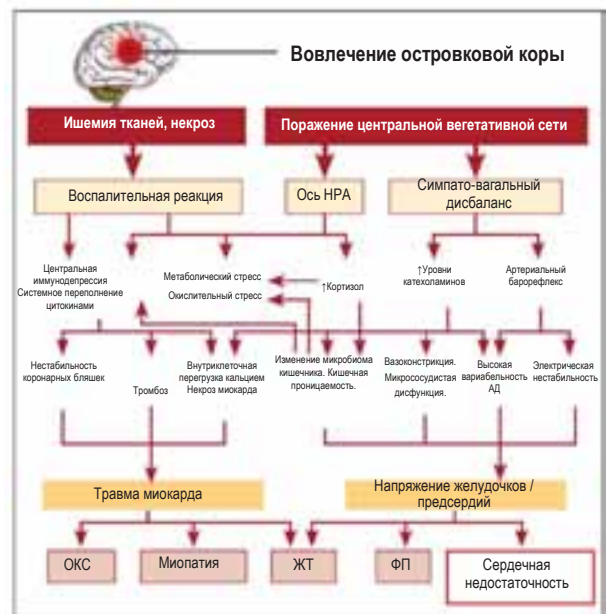 Вовлечение островковой коры
Ишемия тканей, некроз
Поражение центральной вегетативной сети
Воспалительная реакция
Ось HPA
Симпато-вагальный
дисбаланс
Центральная
иммунодепрессия
Системное переполнение
цитокинами
Метаболический стресс
Окислительный стресс
↑Кортизол
↑Уровни
катехоламинов
Артериальный
барорефлекс
Нестабильность
коронарных бляшек
Тромбоз
Внутриклеточная
перегрузка кальцием
Некроз миокарда
Изменение микробиома
кишечника. Кишечная
проницаемость.
Вазоконстрикция.
Микрососудистая
дисфункция.
Высокая
вариабельность
АД
Электрическая
нестабильность
Травма миокарда
Напряжение желудочков /
предсердий
ОКС
Миопатия
ЖТ
ФП
Сердечная
недостаточность